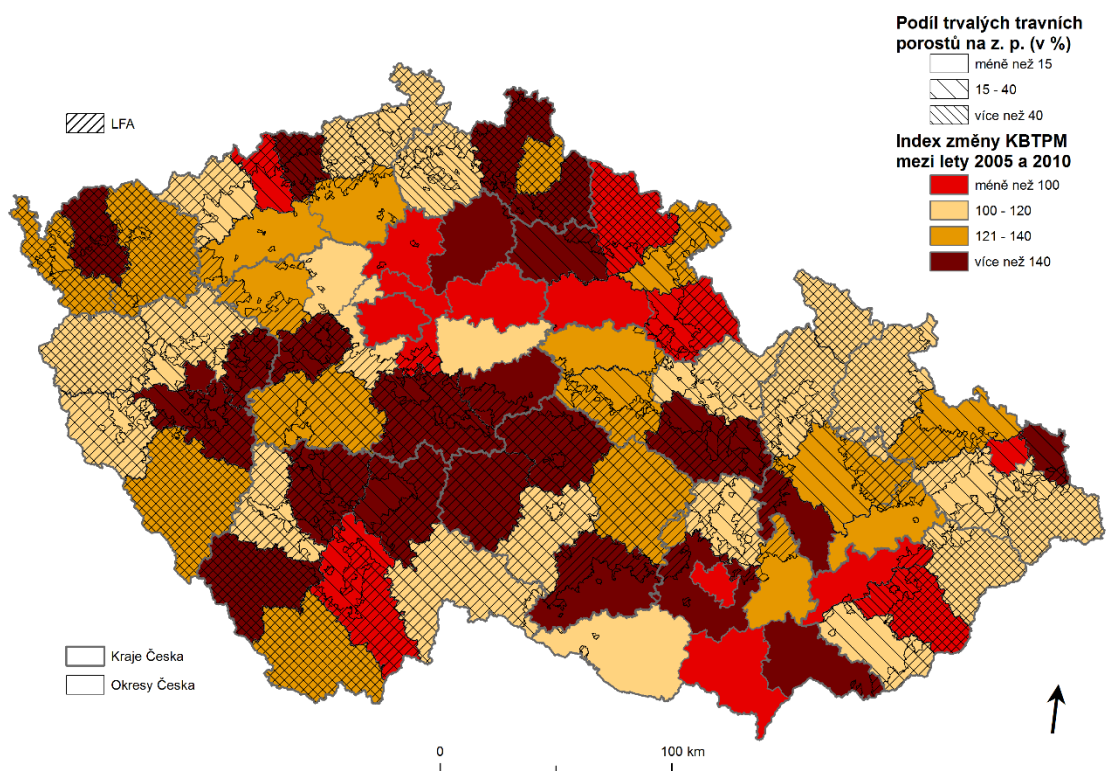 Podíl trvalých travních
porostů na z. p. (v %)
méně než 15
15 - 40
více než 40
LFA
Index změny KBTPM
mezi lety 2005 a 2010
méně než 100
100 - 120
121 - 140
více než 140
Kraje Česka
Okresy Česka
0
100 km